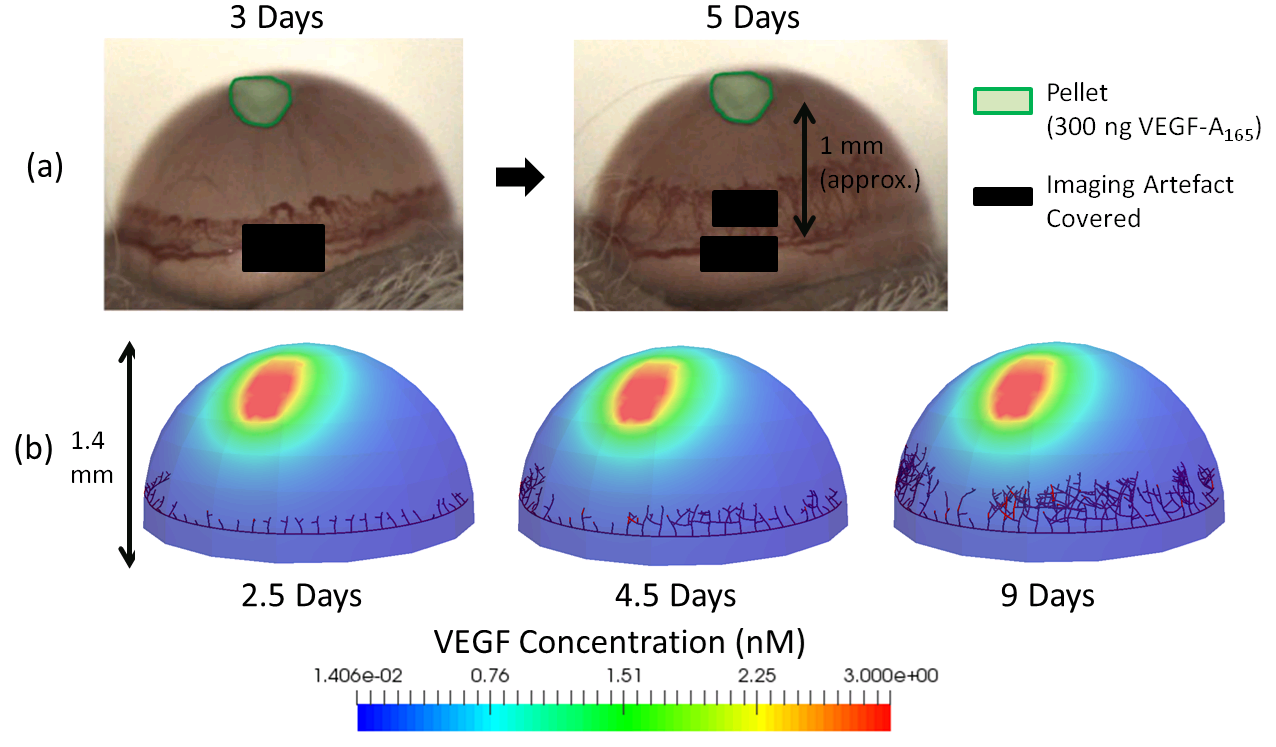 3 Days
5 Days
(a)
1 mm
(approx.)
Pellet
(300 ng VEGF-A165)
Imaging Artefact
Covered
(b)
1.4
mm
2.5 Days
4.5 Days
9 Days
VEGF Concentration (nM)
1.406e-02 0.76 1.51 2.25 3.000e+00